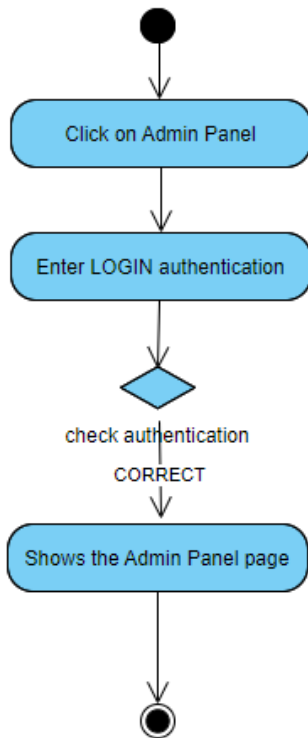 Click on Admin Panel
Enter LOGIN authentication
check authentication
CORRECT
Shows the Admin Panel page